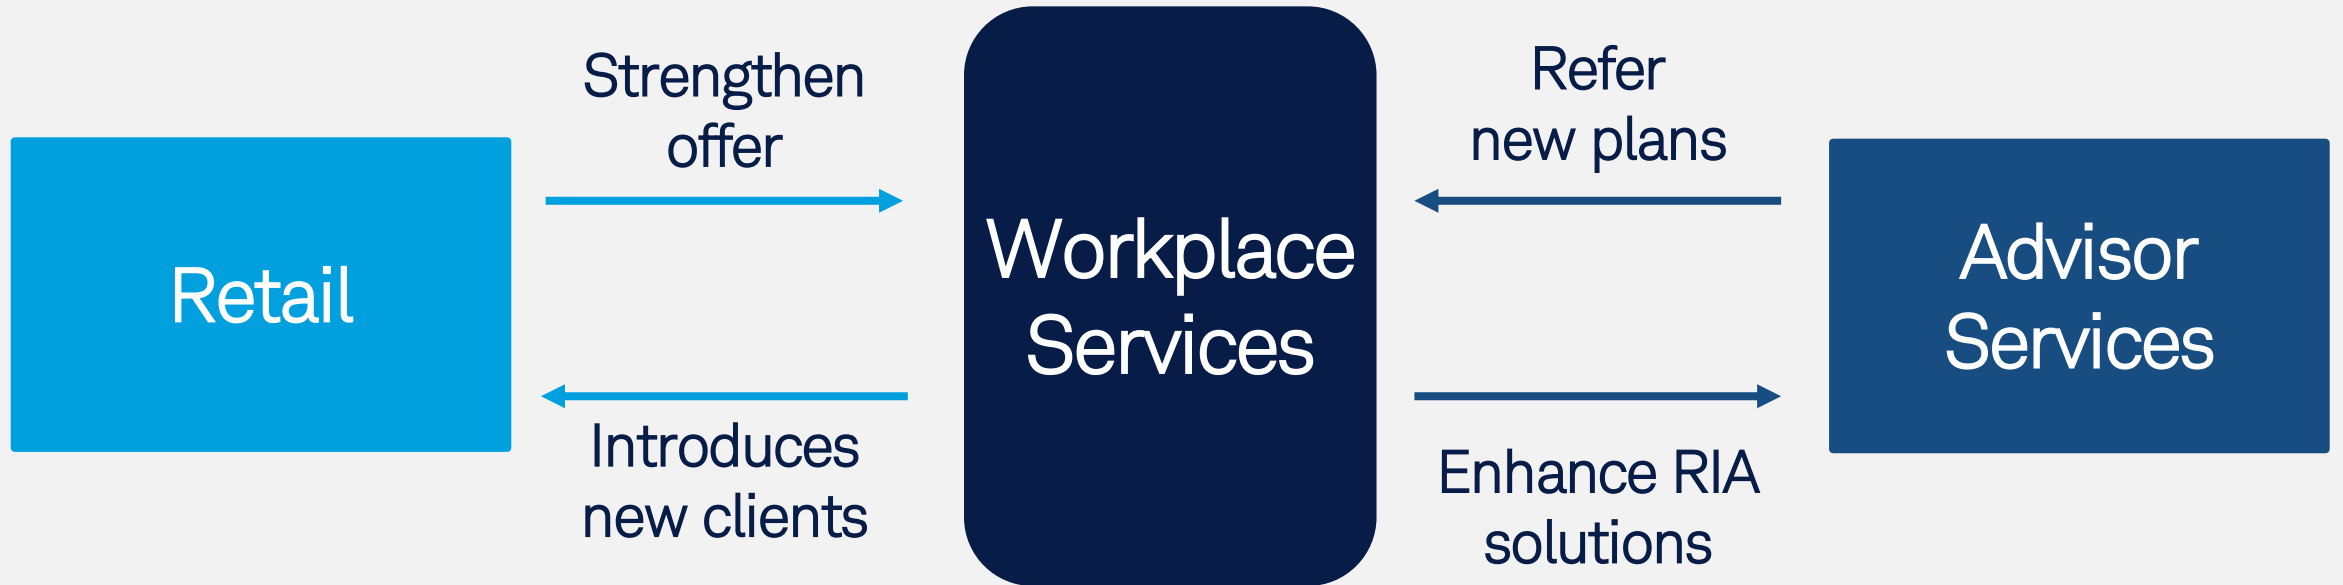 Retail
Strengthen
offer
Introduces
new clients
Workplace
Services
Refer
new plans
Enhance RIA
solutions
Advisor
Services